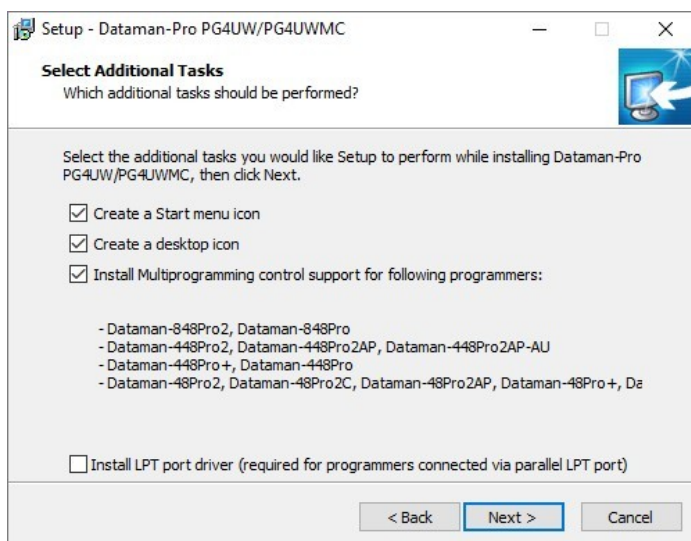 Setup - Dataman-Pro PG4UW/PG4UWMC
Select Additional Tasks
Which additional tasks should be performed?
Select the additional tasks you would like Setup to perform while installing Dataman-Pro
PG4UW/PG4UWMC, then click Next.
Create a Start menu icon
Create a desktop icon
Install Multiprogramming control support for following programmers:
- Dataman-848Pro2, Dataman-848Pro
- Dataman-448Pro2, Dataman-448Pro2AP, Dataman-448Pro2AP-AU
- Dataman-448Pro+, Dataman-448Pro
- Dataman-48Pro2, Dataman-48Pro2C, Dataman-48Pro2AP, Dataman-48Pro+, Da
Install LPT port driver (required for programmers connected via parallel LPT port)
< Back Next > Cancel